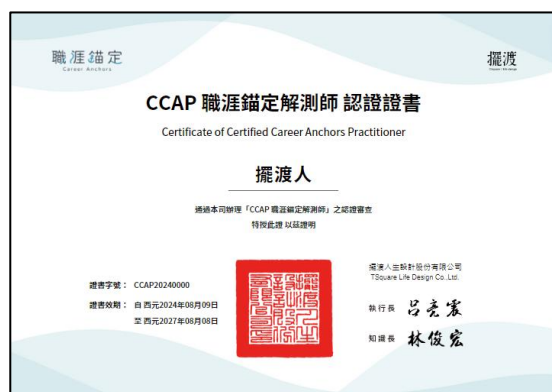 職涯錨定
Career Anchors
擺渡
CCAP 職涯錨定解測師 認證證書
Certificate of Certified Career Anchors Practitioner
擺渡人
通過本司辦理「CCAP 職涯錨定解測師」之認證審查
特授此證 以茲證明
證書字號： CCAP20240000
證書效期： 自 西元2024年08月09日
至 西元2027年08月08日
擺渡人生設計股份有限公司
TSquare Life Design Co., Ltd.
執行長 呂亮震
知識長 林俊宏